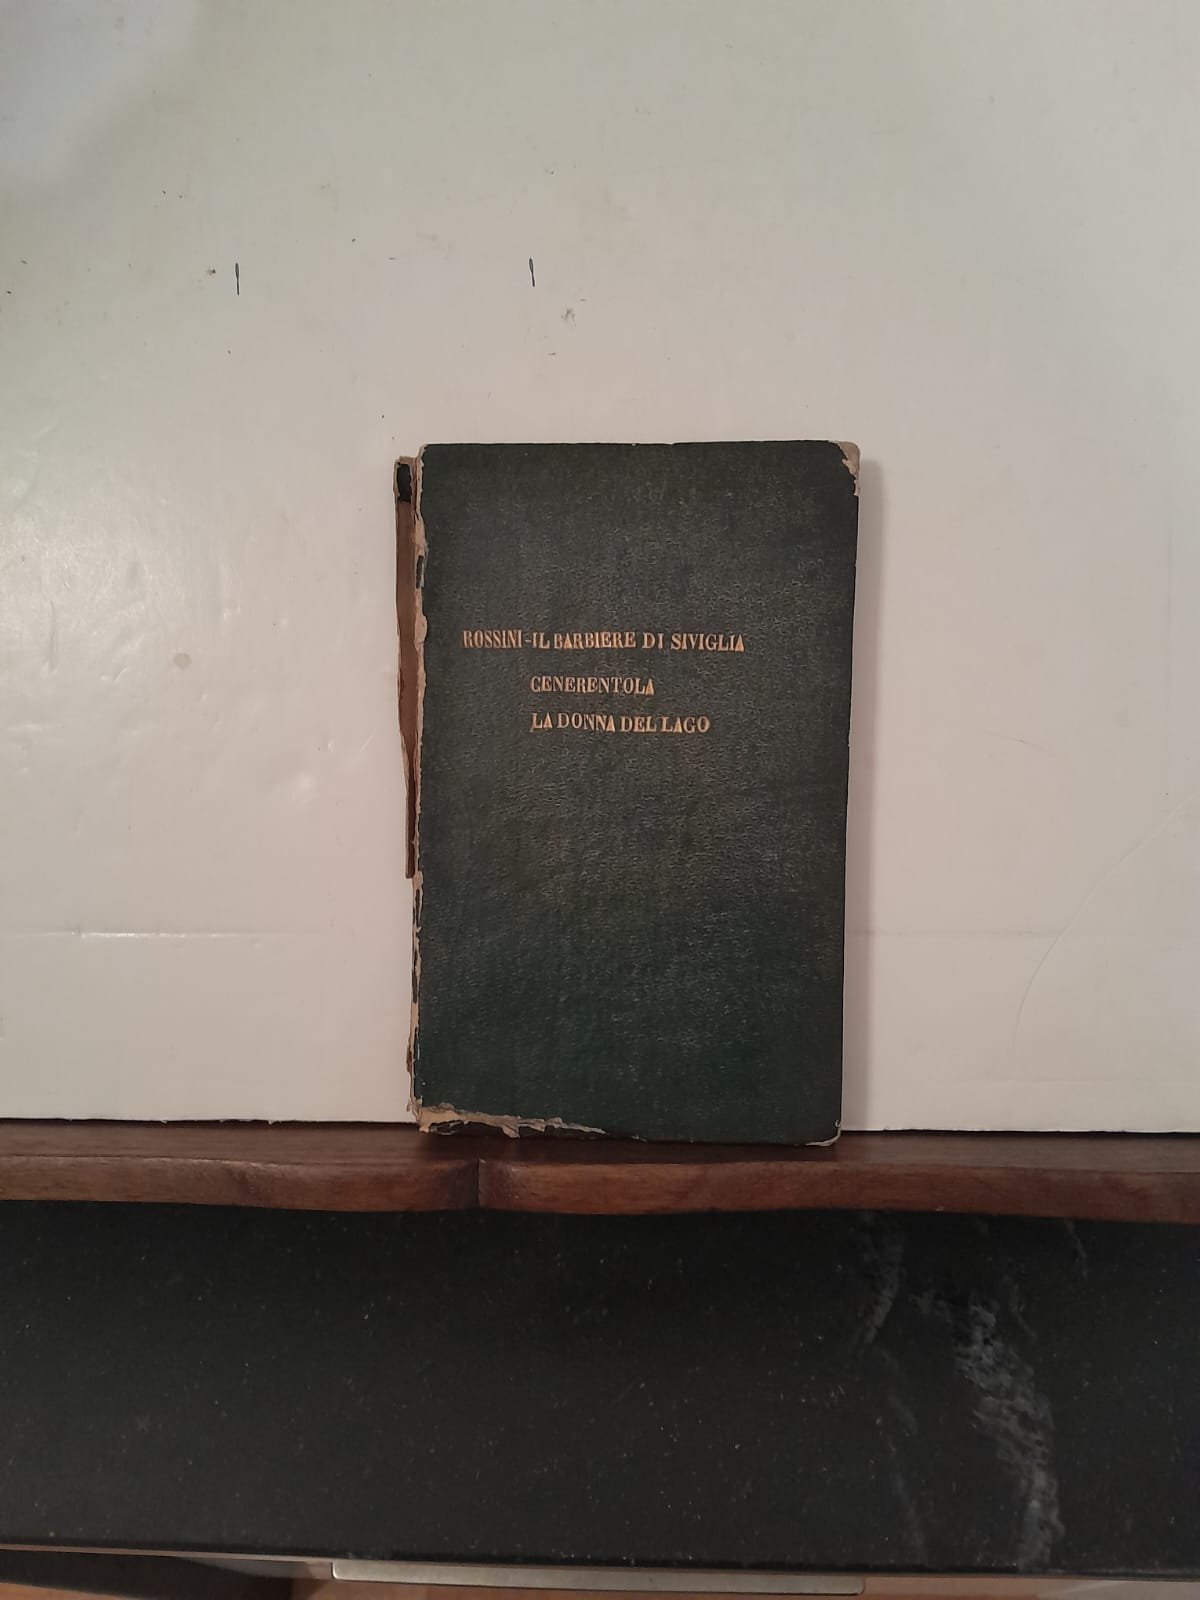 ROSSINI-IL BARBIERE DI SIVIGLIA
CENERENTOLA
LA DONNA DEL LAGO